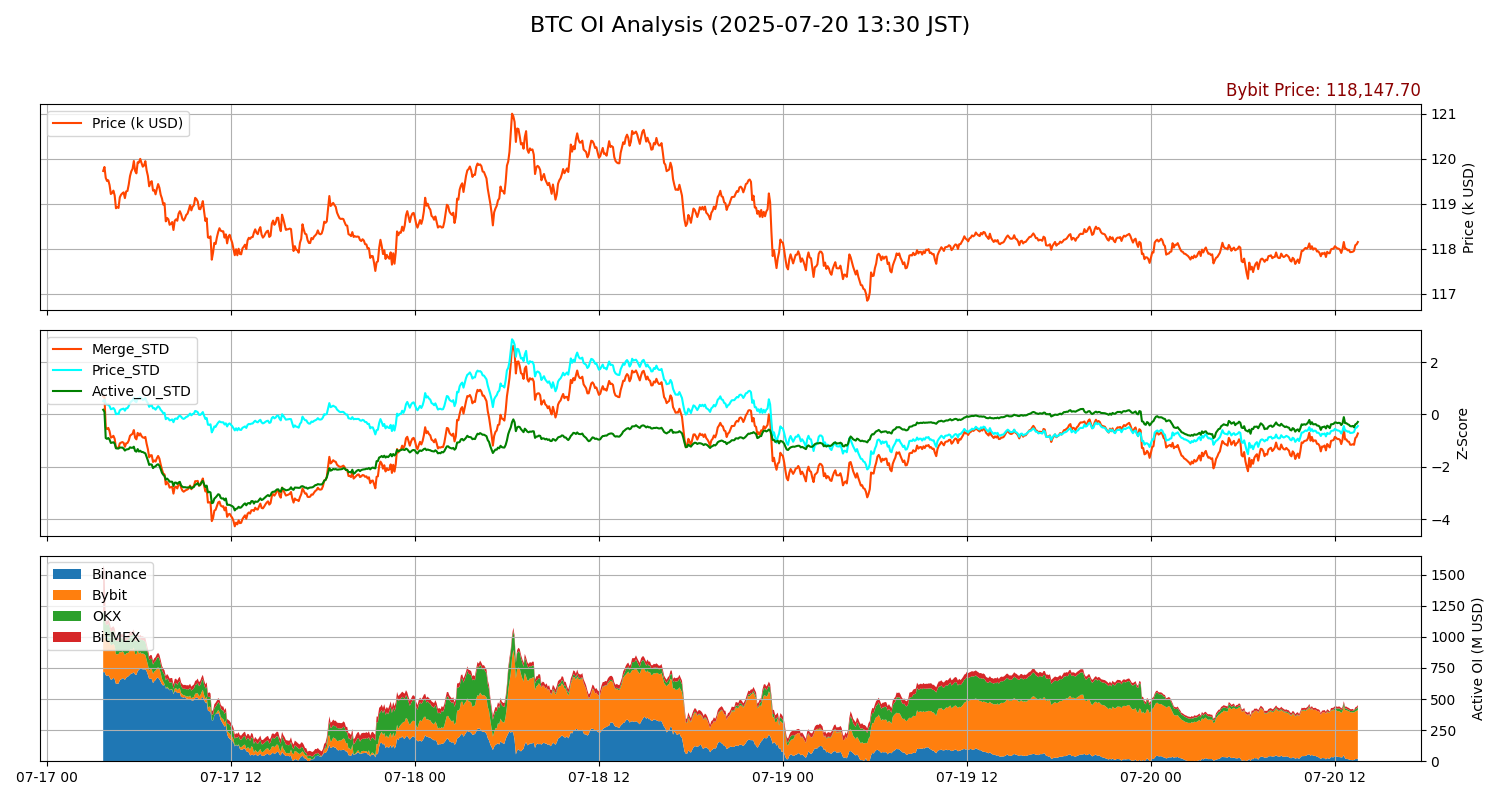 BTC OI Analysis (2025-07-20 13:30 JST)
Bybit Price: 118,147.70
Price (k USD)
121
120
119
118
117
Price (k USD)
Merge_STD
Price_STD
Active_OI_STD
2
0
−2
−4
Z-Score
Binance
Bybit
OKX
BitMEX
1500
1250
1000
750
500
250
0
Active OI (M USD)
07-17 00
07-17 12
07-18 00
07-18 12
07-19 00
07-19 12
07-20 00
07-20 12